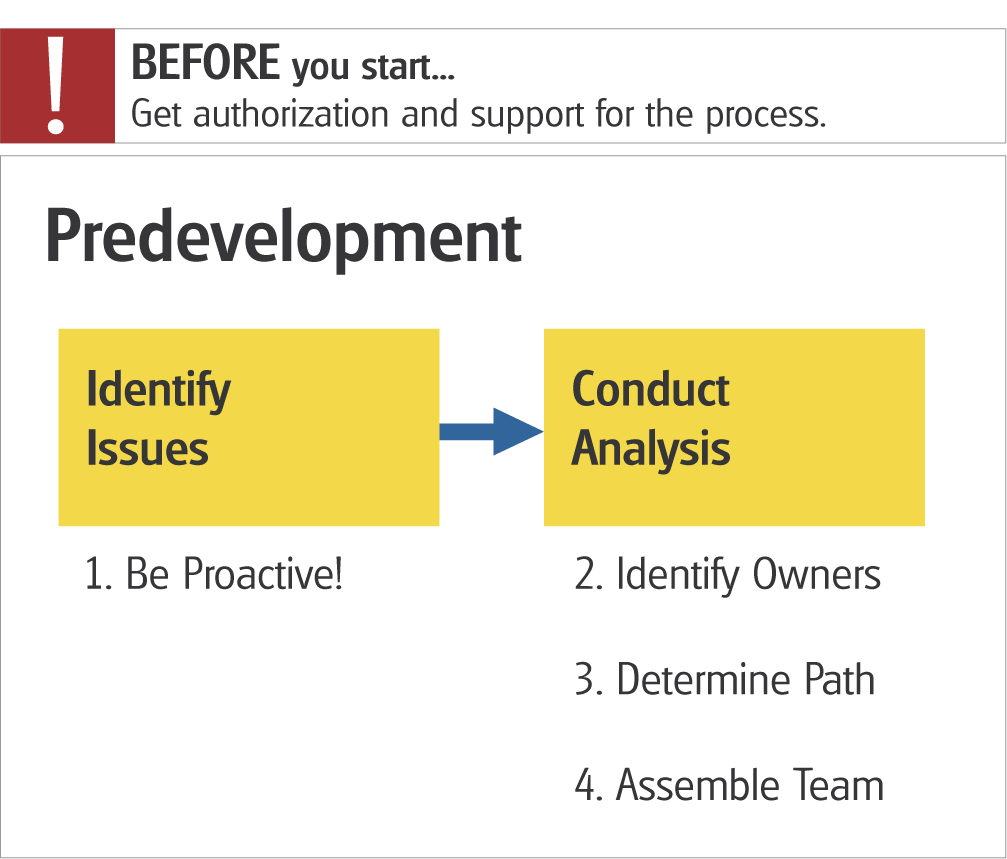 !
BEFORE you start...
Get authorization and support for the process.
Predevelopment
Identify
Issues
1. Be Proactive!
Conduct
Analysis
2. Identify Owners
3. Determine Path
4. Assemble Team